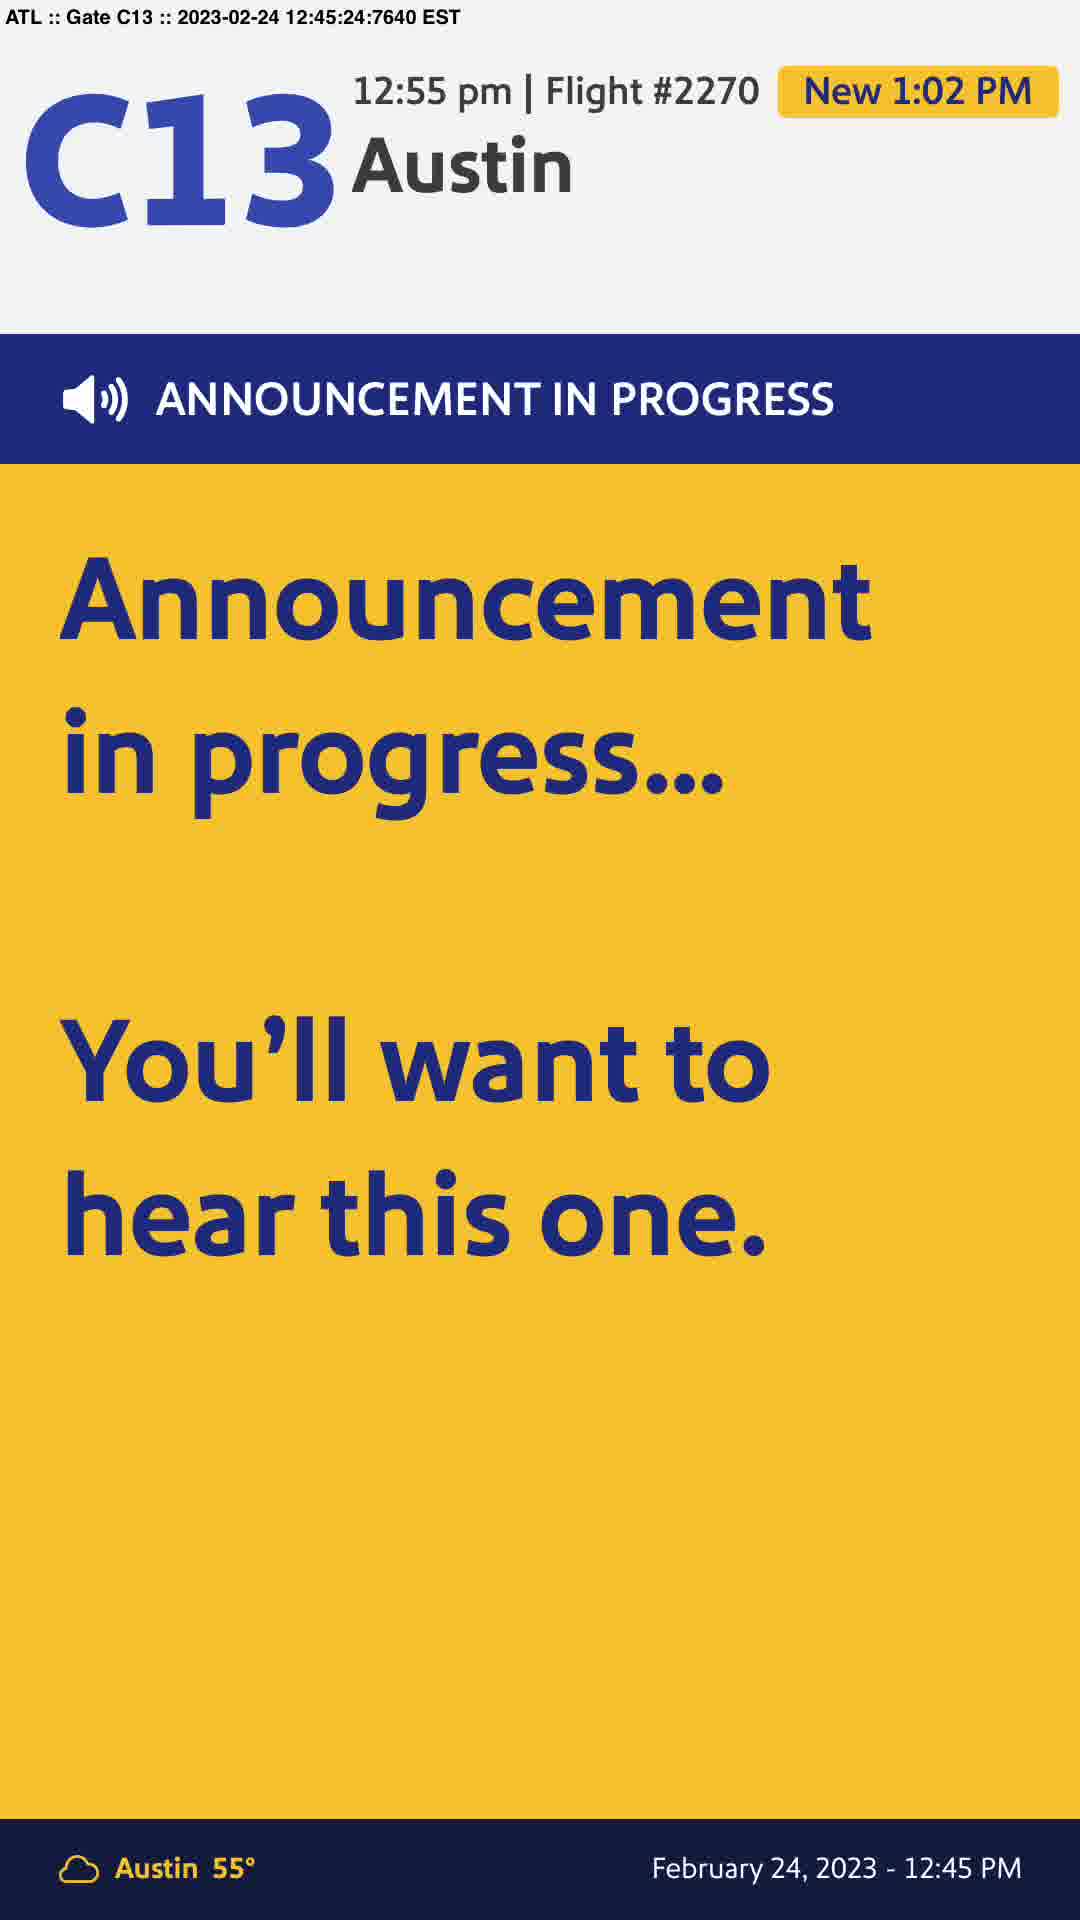 ATL :: Gate C13 :: 2023-02-24 12:45:24:7640 EST
C13
12:55 pm | Flight #2270 New 1:02 PM
Austin
ANNOUNCEMENT IN PROGRESS
Announcement
in progress...
You’ll want to
hear this one.
Austin 55° February 24, 2023 - 12:45 PM